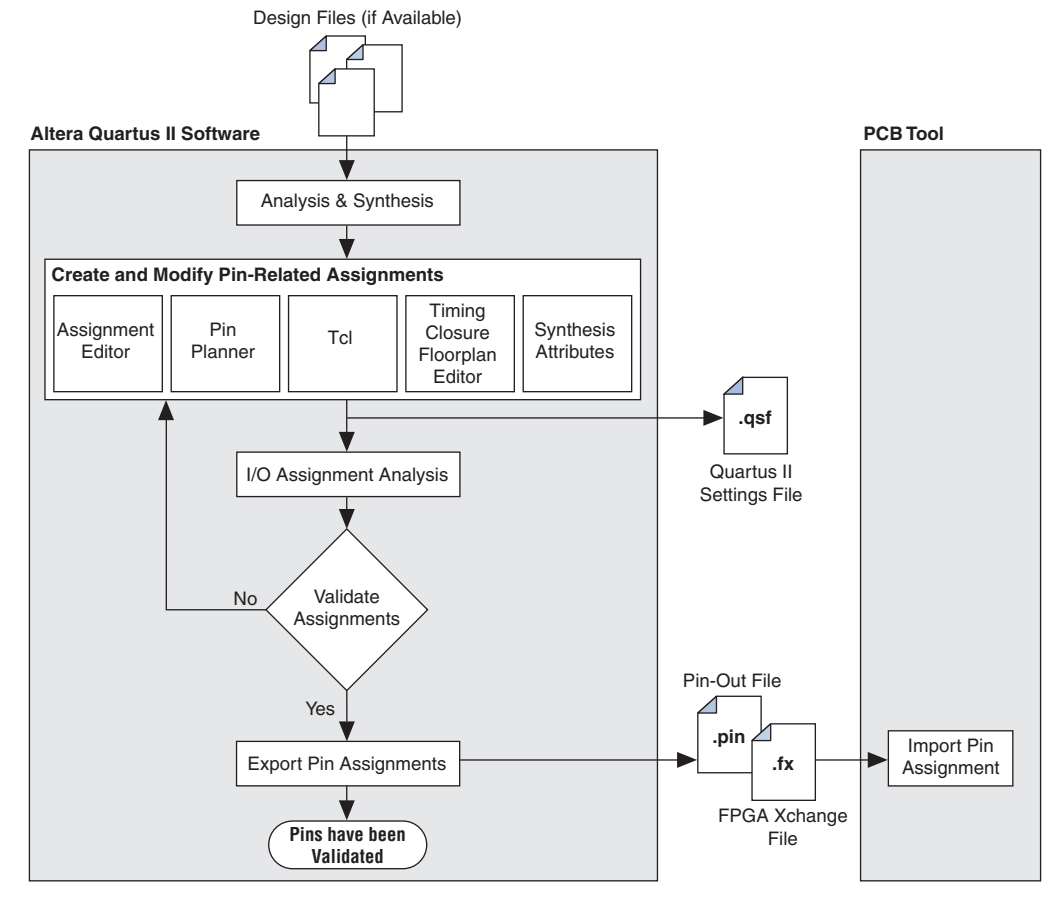 Design Files (if Available)
Altera Quartus II Software
PCB Tool
Analysis & Synthesis
Create and Modify Pin-Related Assignments
Assignment
Editor
Pin
Planner
Tcl
Timing
Closure
Floorplan
Editor
Synthesis
Attributes
.qsf
Quartus II
Settings File
I/O Assignment Analysis
Validate
Assignments
No
Yes
Pin-Out File
.pin
.fx
FPGA Xchange
File
Import Pin
Assignment
Export Pin Assignments
Pins have been
Validated